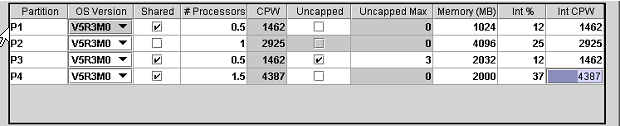 Partition OS Version Shared # Processors CPW Uncapped Uncapped Max Memory (MB) Int % Int CPW
P1 V5R3M0 0.5 1462 0 1024 12 1462
P2 V5R3M0 1 2925 0 4096 25 2925
P3 V5R3M0 0.5 1462 3 2032 12 1462
P4 V5R3M0 1.5 4387 0 2000 37 4387